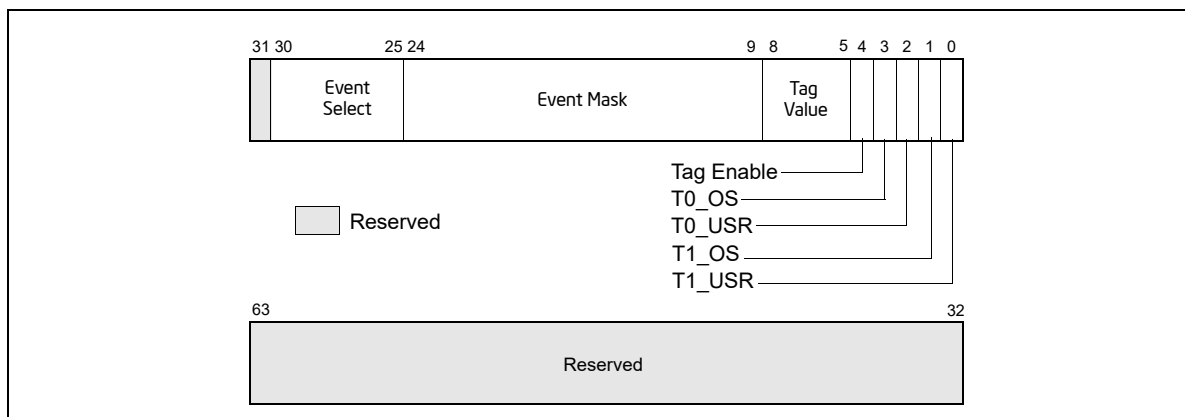 31 30 25 24 9 8 5 4 3 2 1 0
Event Select
Event Mask
Tag Value
Tag Enable
T0_OS
T0_USR
T1_OS
T1_USR
Reserved
63 32
Reserved